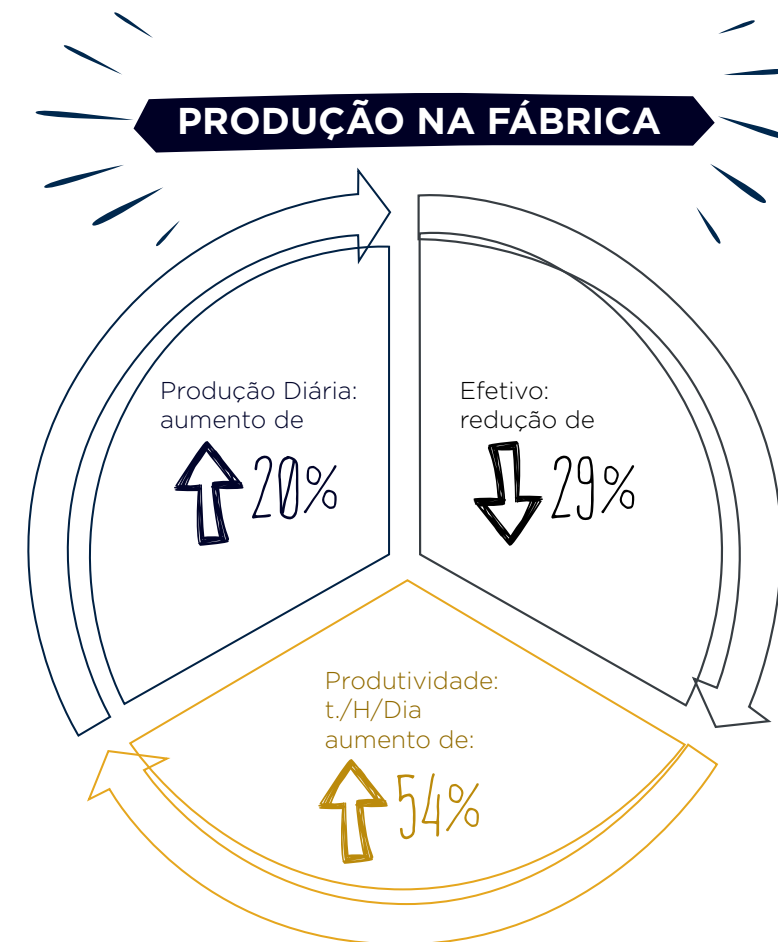 PRODUÇÃO NA FÁBRICA
Produção Diária:
aumento de
20%
Efetivo:
redução de
29%
Produtividade:
t./H/Dia
aumento de:
54%